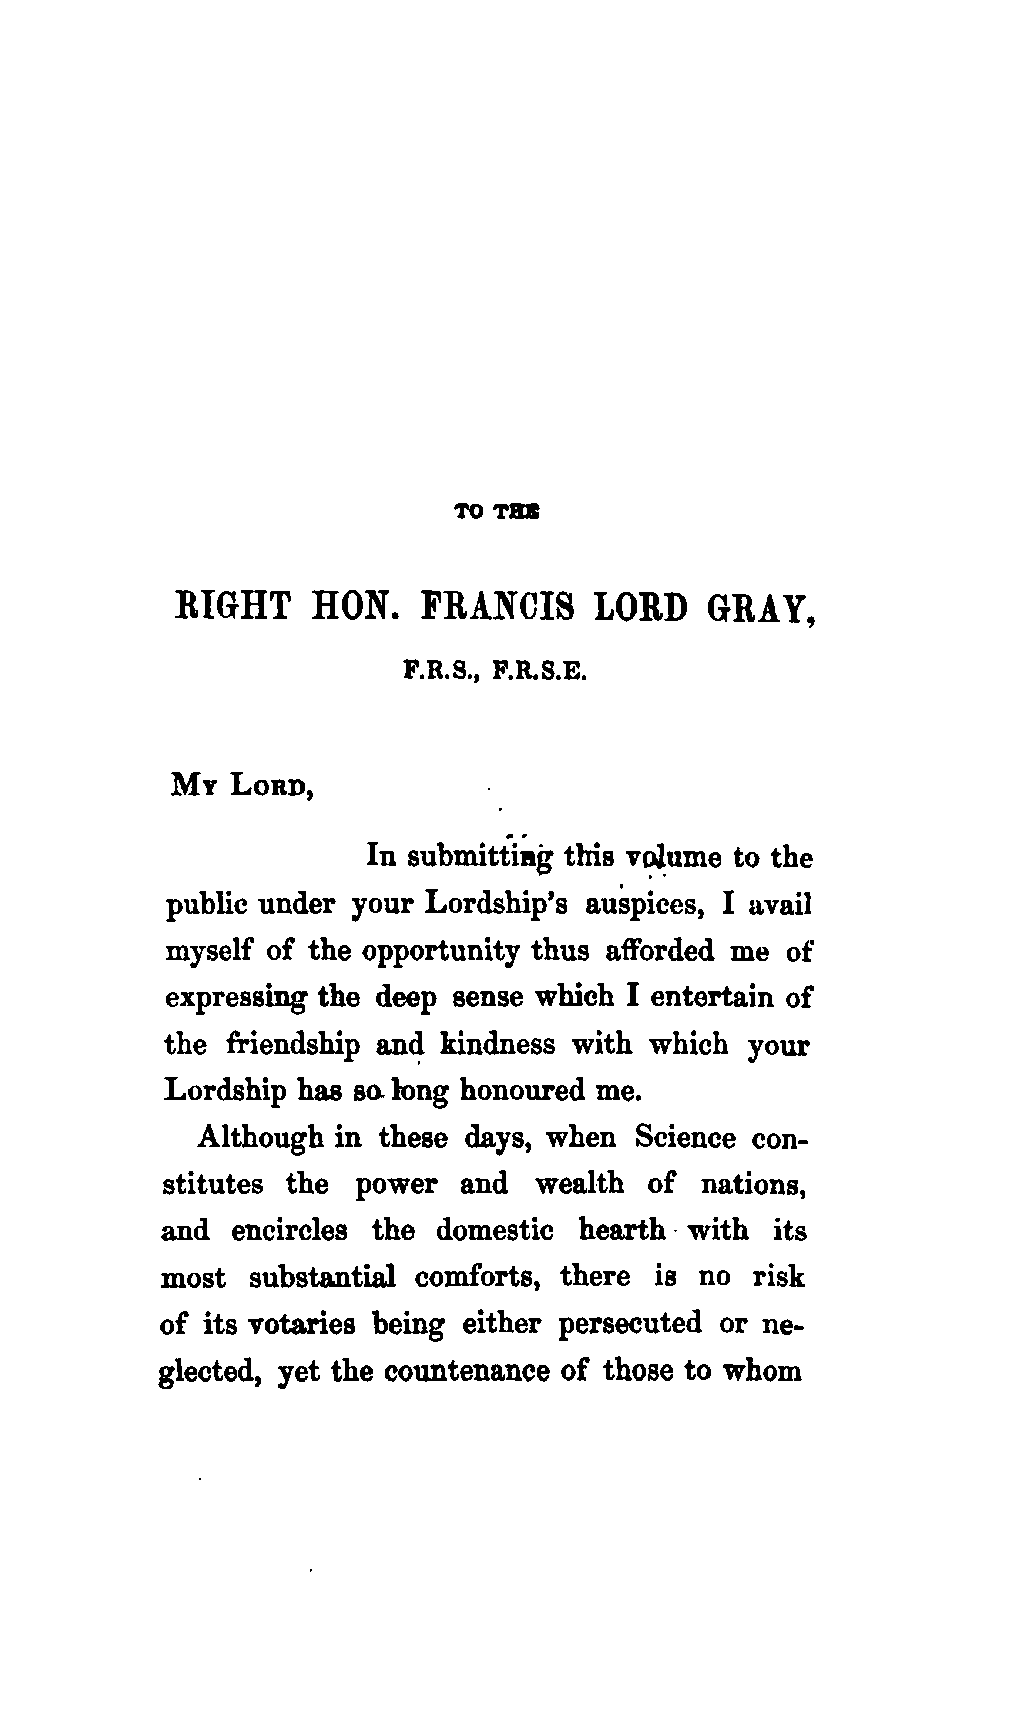 TO THE
RIGHT HON. FRANCIS LORD GRAY,
F.R.S., F.R.S.E.
MY LORD,
In submitting this volume to the
public under your Lordship's auspices, I avail
myself of the opportunity thus afforded me of
expressing the deep sense which I entertain of
the friendship and kindness with which your
Lordship has so long honoured me.
Although in these days, when Science con-
stitutes the power and wealth of nations,
and encircles the domestic hearth with its
most substantial comforts, there is no risk
of its votaries being either persecuted or ne-
glected, yet the countenance of those to whom